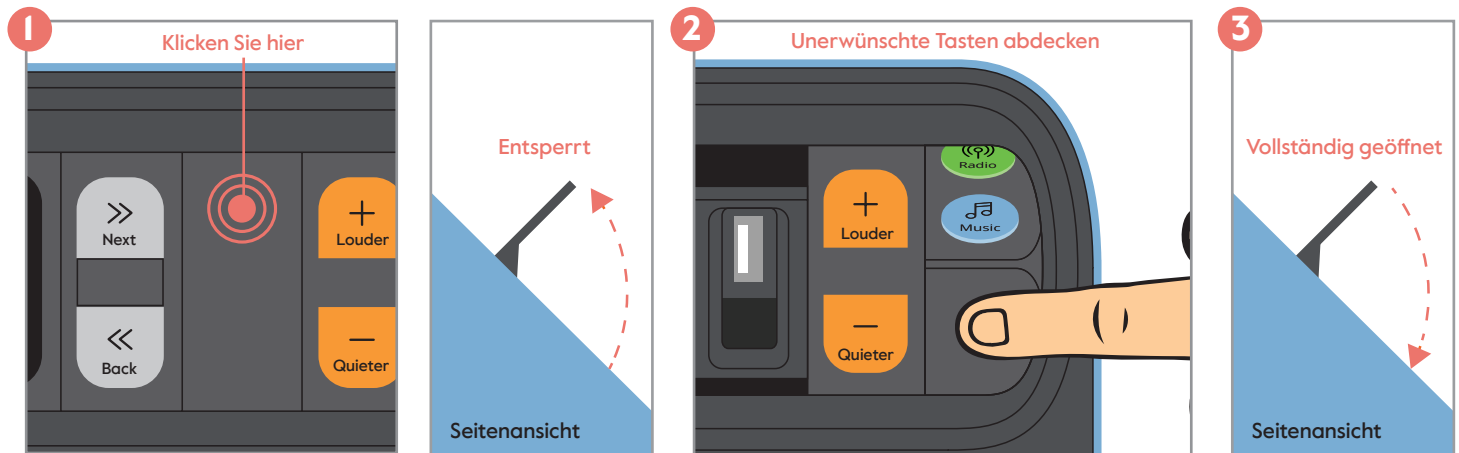 1
Klicken Sie hier
Next
Back
+
Louder
−
Quieter
Entsperrt
Seitenansicht
2
Unerwünschte Tasten abdecken
+
Louder
−
Quieter
Radio
Music
3
Vollständig geöffnet
Seitenansicht